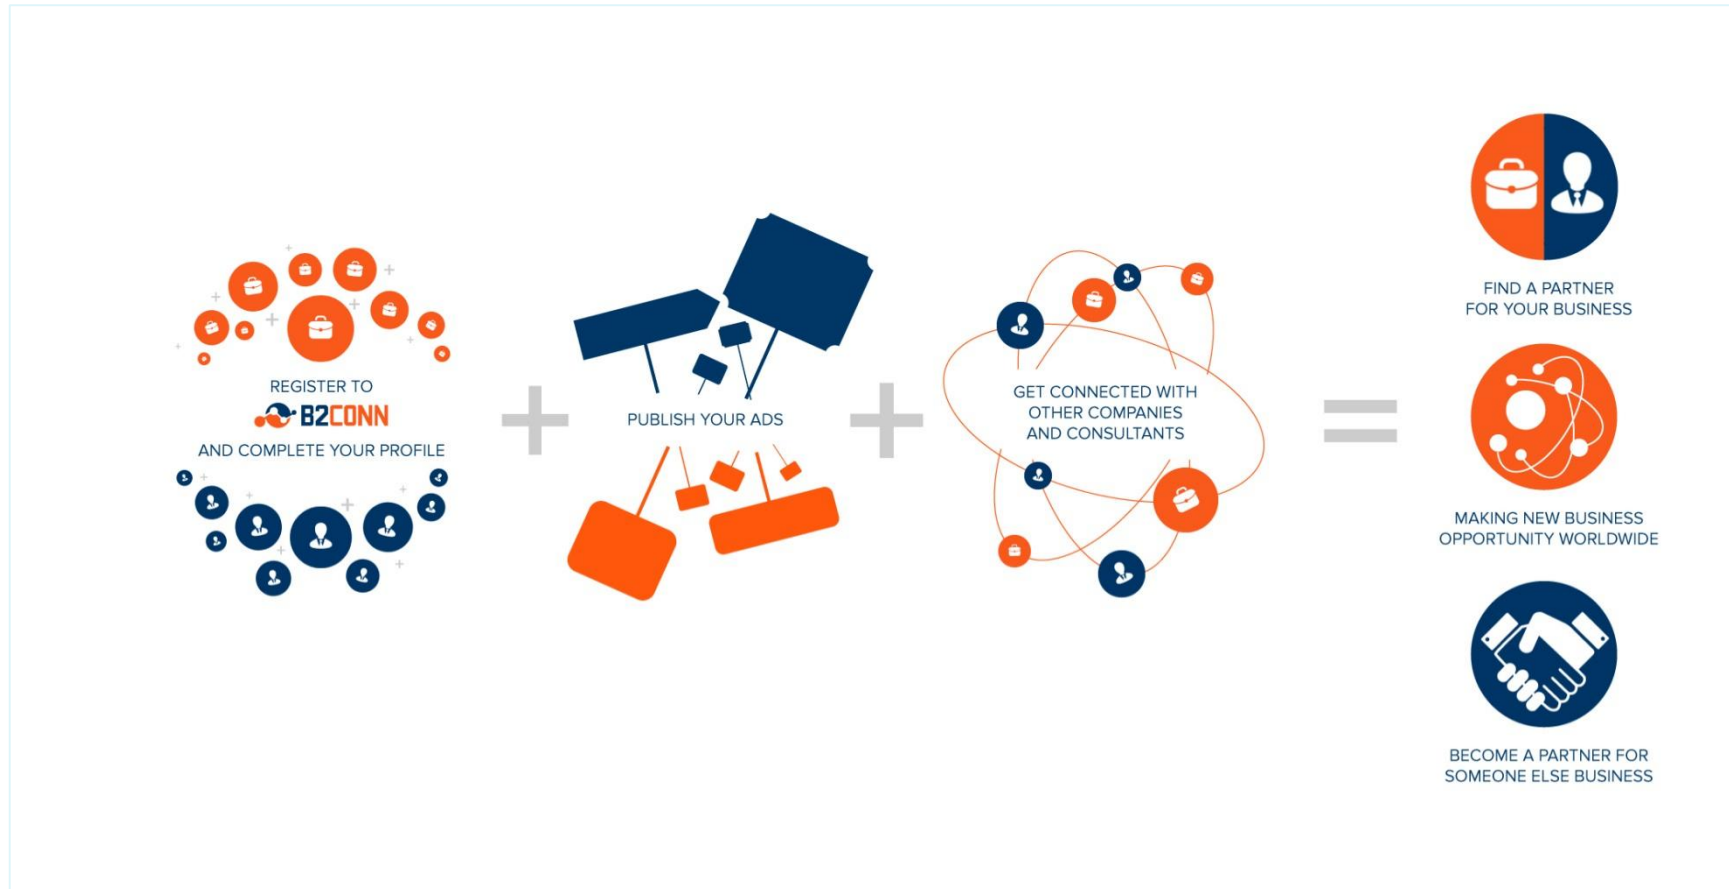 REGISTER TO
B2CONN
AND COMPLETE YOUR PROFILE
PUBLISH YOUR ADS
GET CONNECTED WITH
OTHER COMPANIES
AND CONSULTANTS
FIND A PARTNER
FOR YOUR BUSINESS
MAKING NEW BUSINESS
OPPORTUNITY WORLDWIDE
BECOME A PARTNER FOR
SOMEONE ELSE BUSINESS